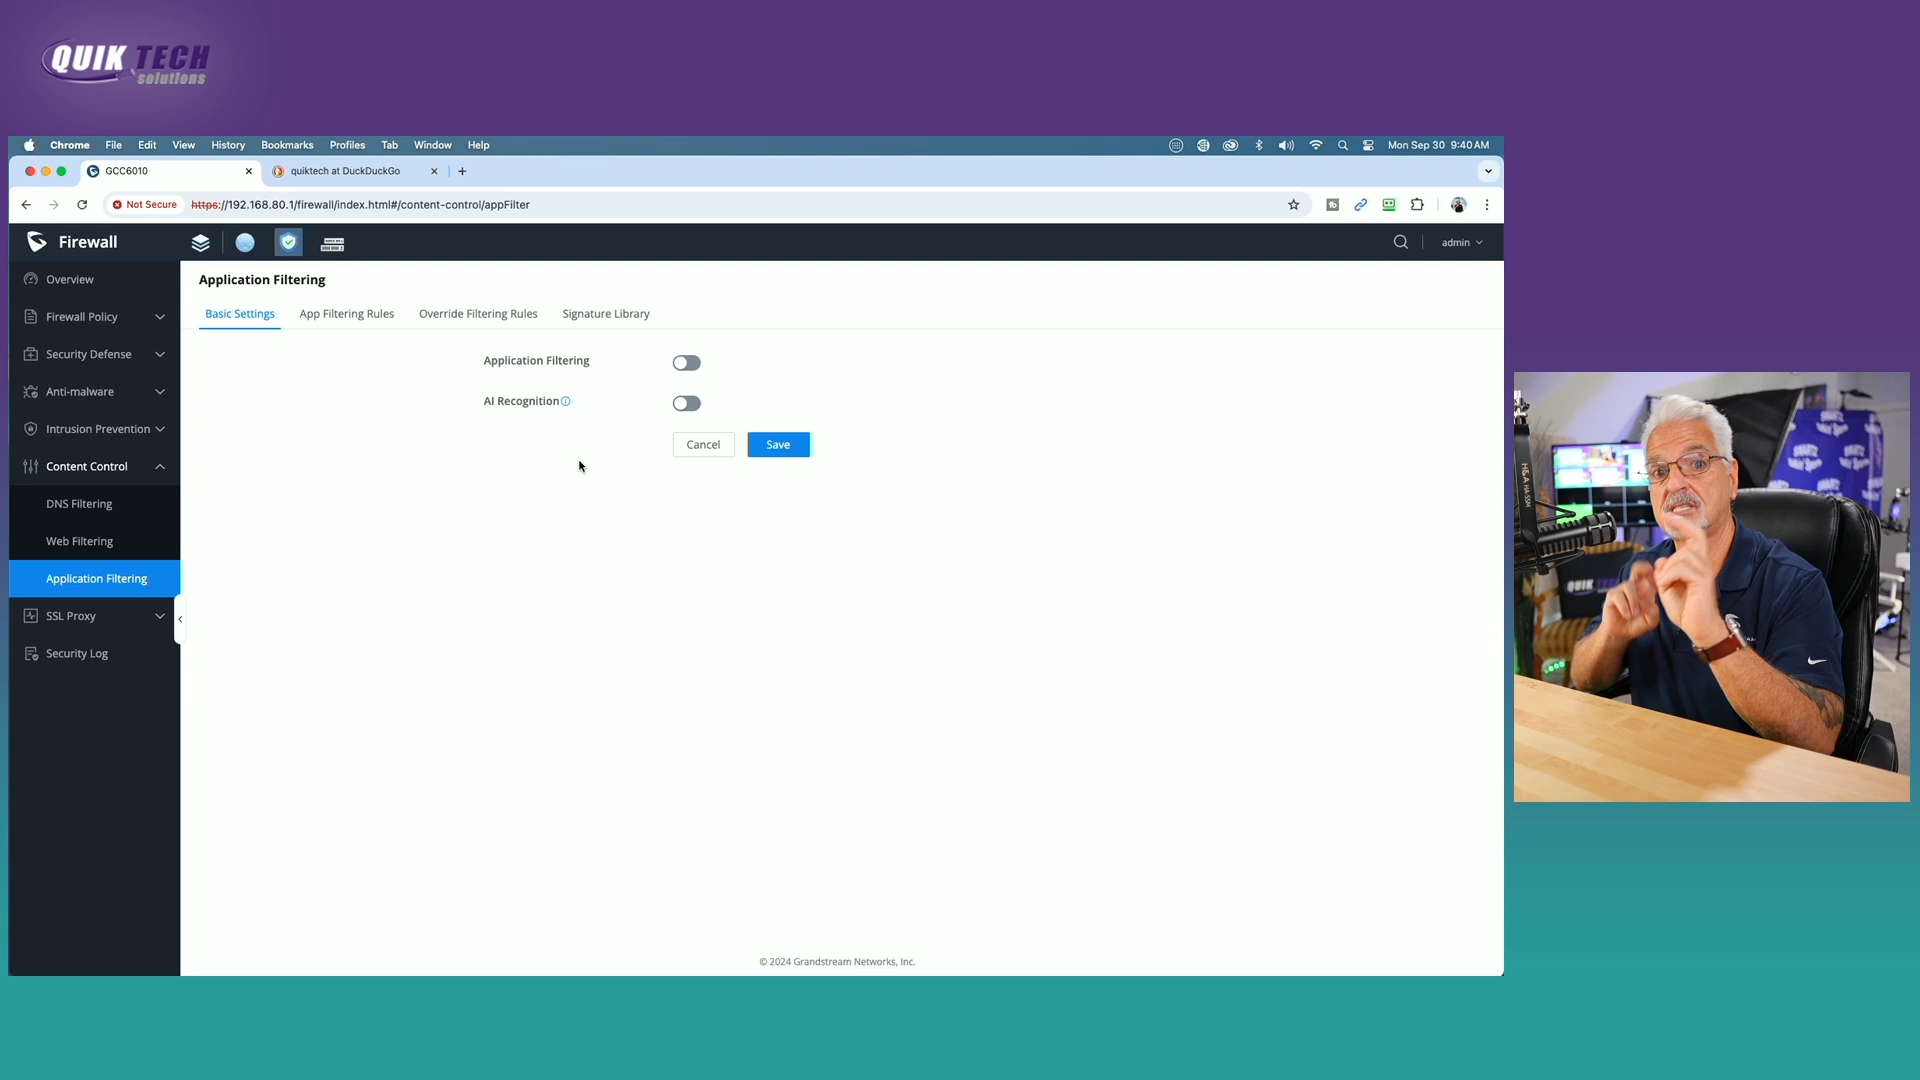 QUIK TECH
solutions
Chrome File Edit View History Bookmarks Profiles Tab Window Help
Mon Sep 30 9:40 AM
GCC6010
quiktech at DuckDuckGo
Not Secure
https://192.168.80.1/firewall/index.html#/content-control/appFilter
Firewall
admin
Overview
Firewall Policy
Security Defense
Anti-malware
Intrusion Prevention
Content Control
DNS Filtering
Web Filtering
Application Filtering
SSL Proxy
Security Log
Application Filtering
Basic Settings App Filtering Rules Override Filtering Rules Signature Library
Application Filtering
AI Recognition
Cancel Save
© 2024 Grandstream Networks, Inc.
QUIK TECH